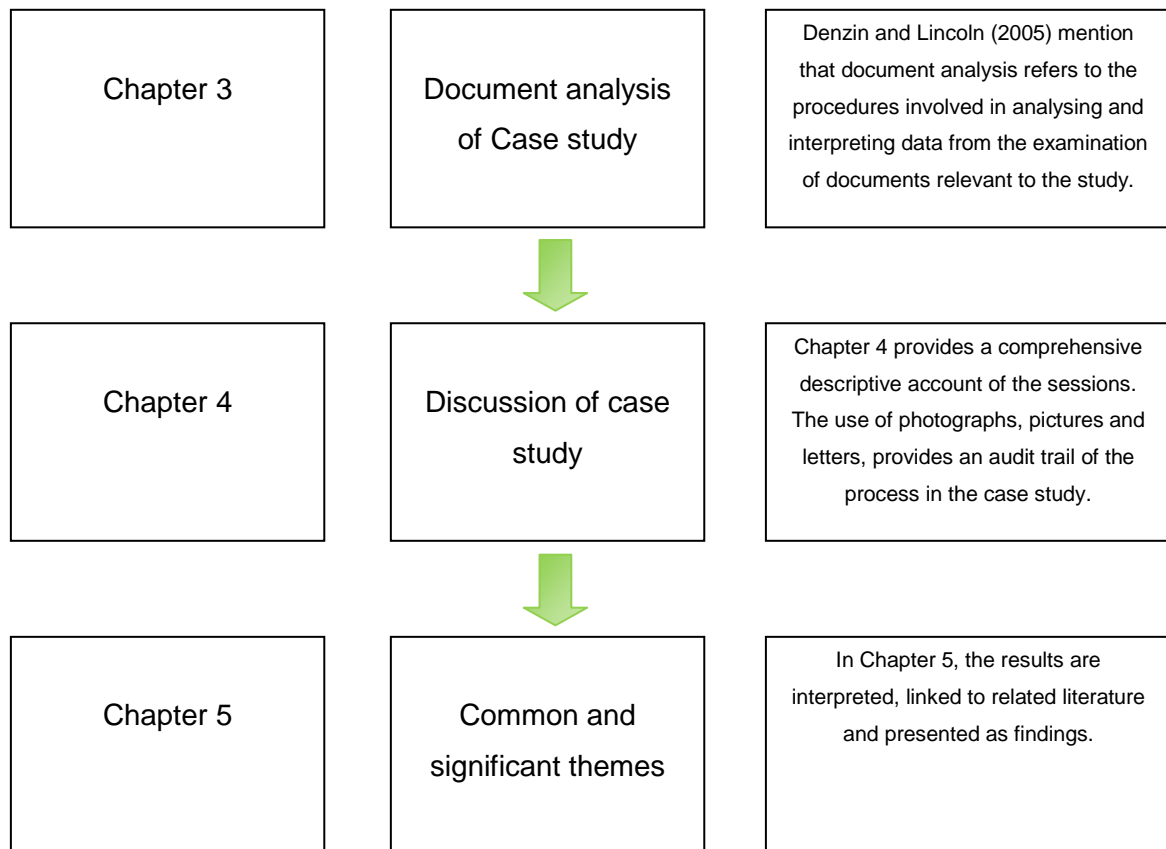 Chapter 3
Document analysis
of Case study
Denzin and Lincoln (2005) mention
that document analysis refers to the
procedures involved in analysing and
interpreting data from the examination
of documents relevant to the study.
Chapter 4
Discussion of case
study
Chapter 4 provides a comprehensive
descriptive account of the sessions.
The use of photographs, pictures and
letters, provides an audit trail of the
process in the case study.
Chapter 5
Common and
significant themes
In Chapter 5, the results are
interpreted, linked to related literature
and presented as findings.